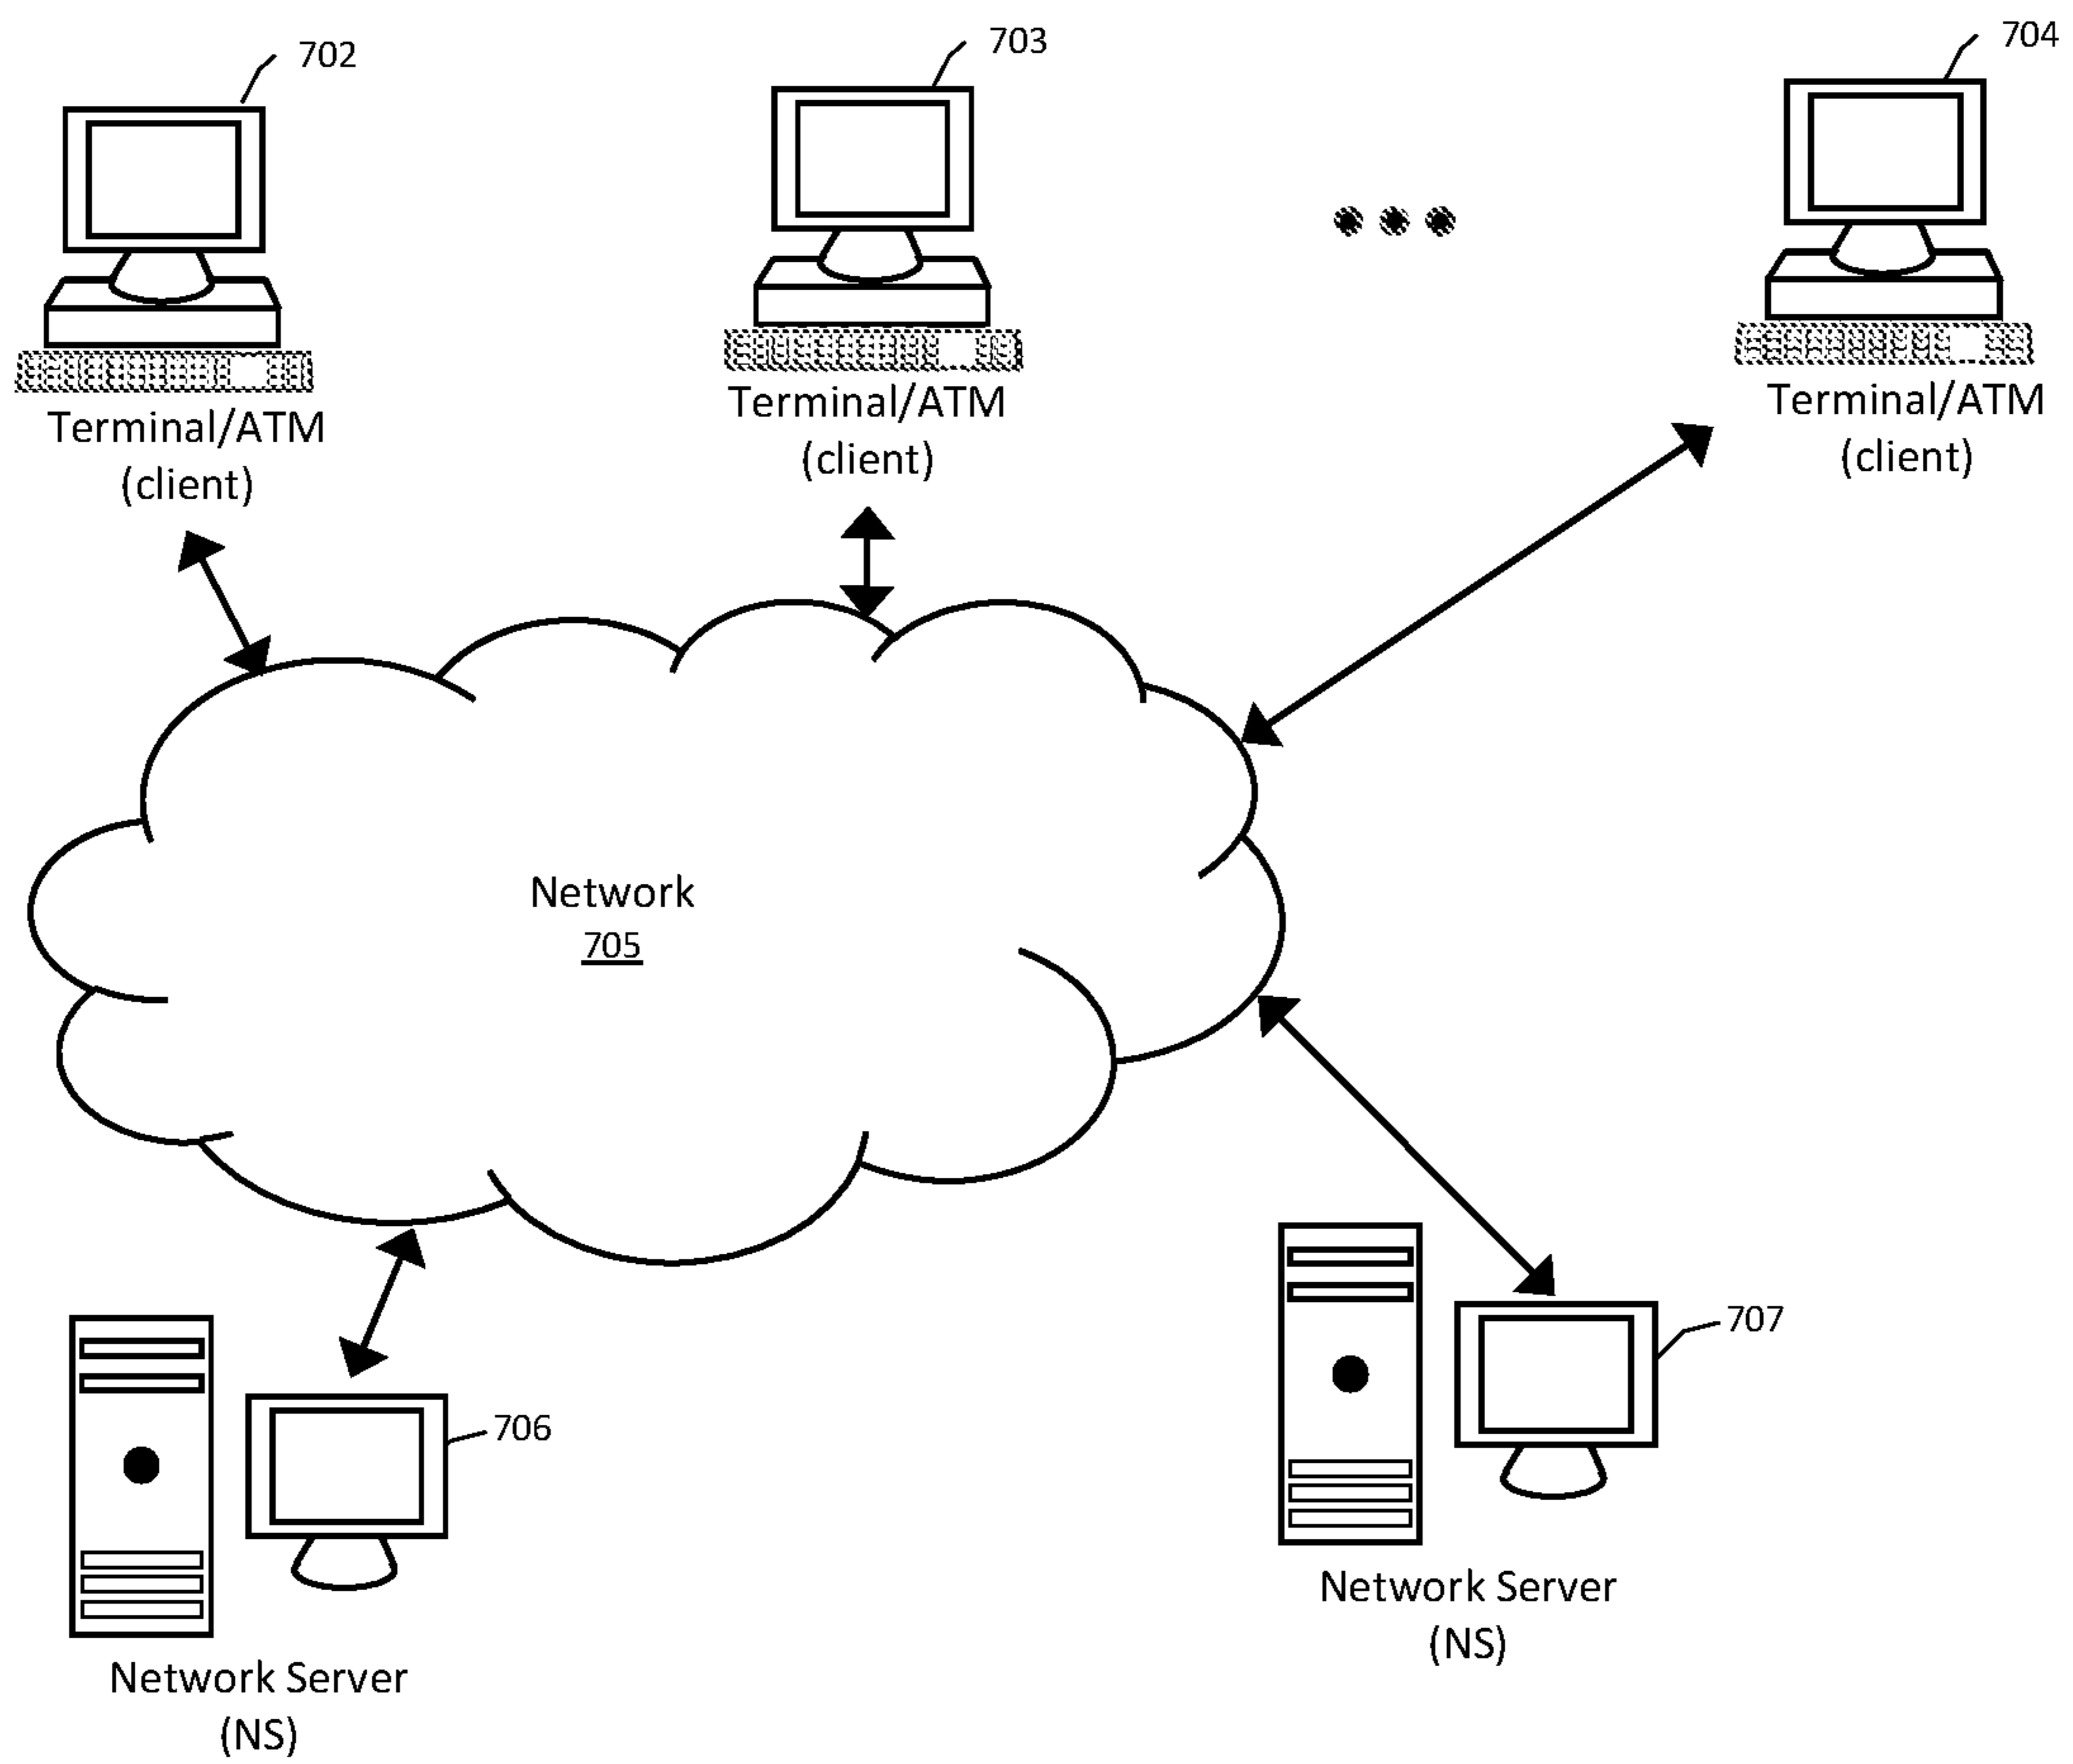 702
703
704
Terminal/ATM
(client)
Terminal/ATM
(client)
Terminal/ATM
(client)
Network
705
706
707
Network Server
(NS)
Network Server
(NS)